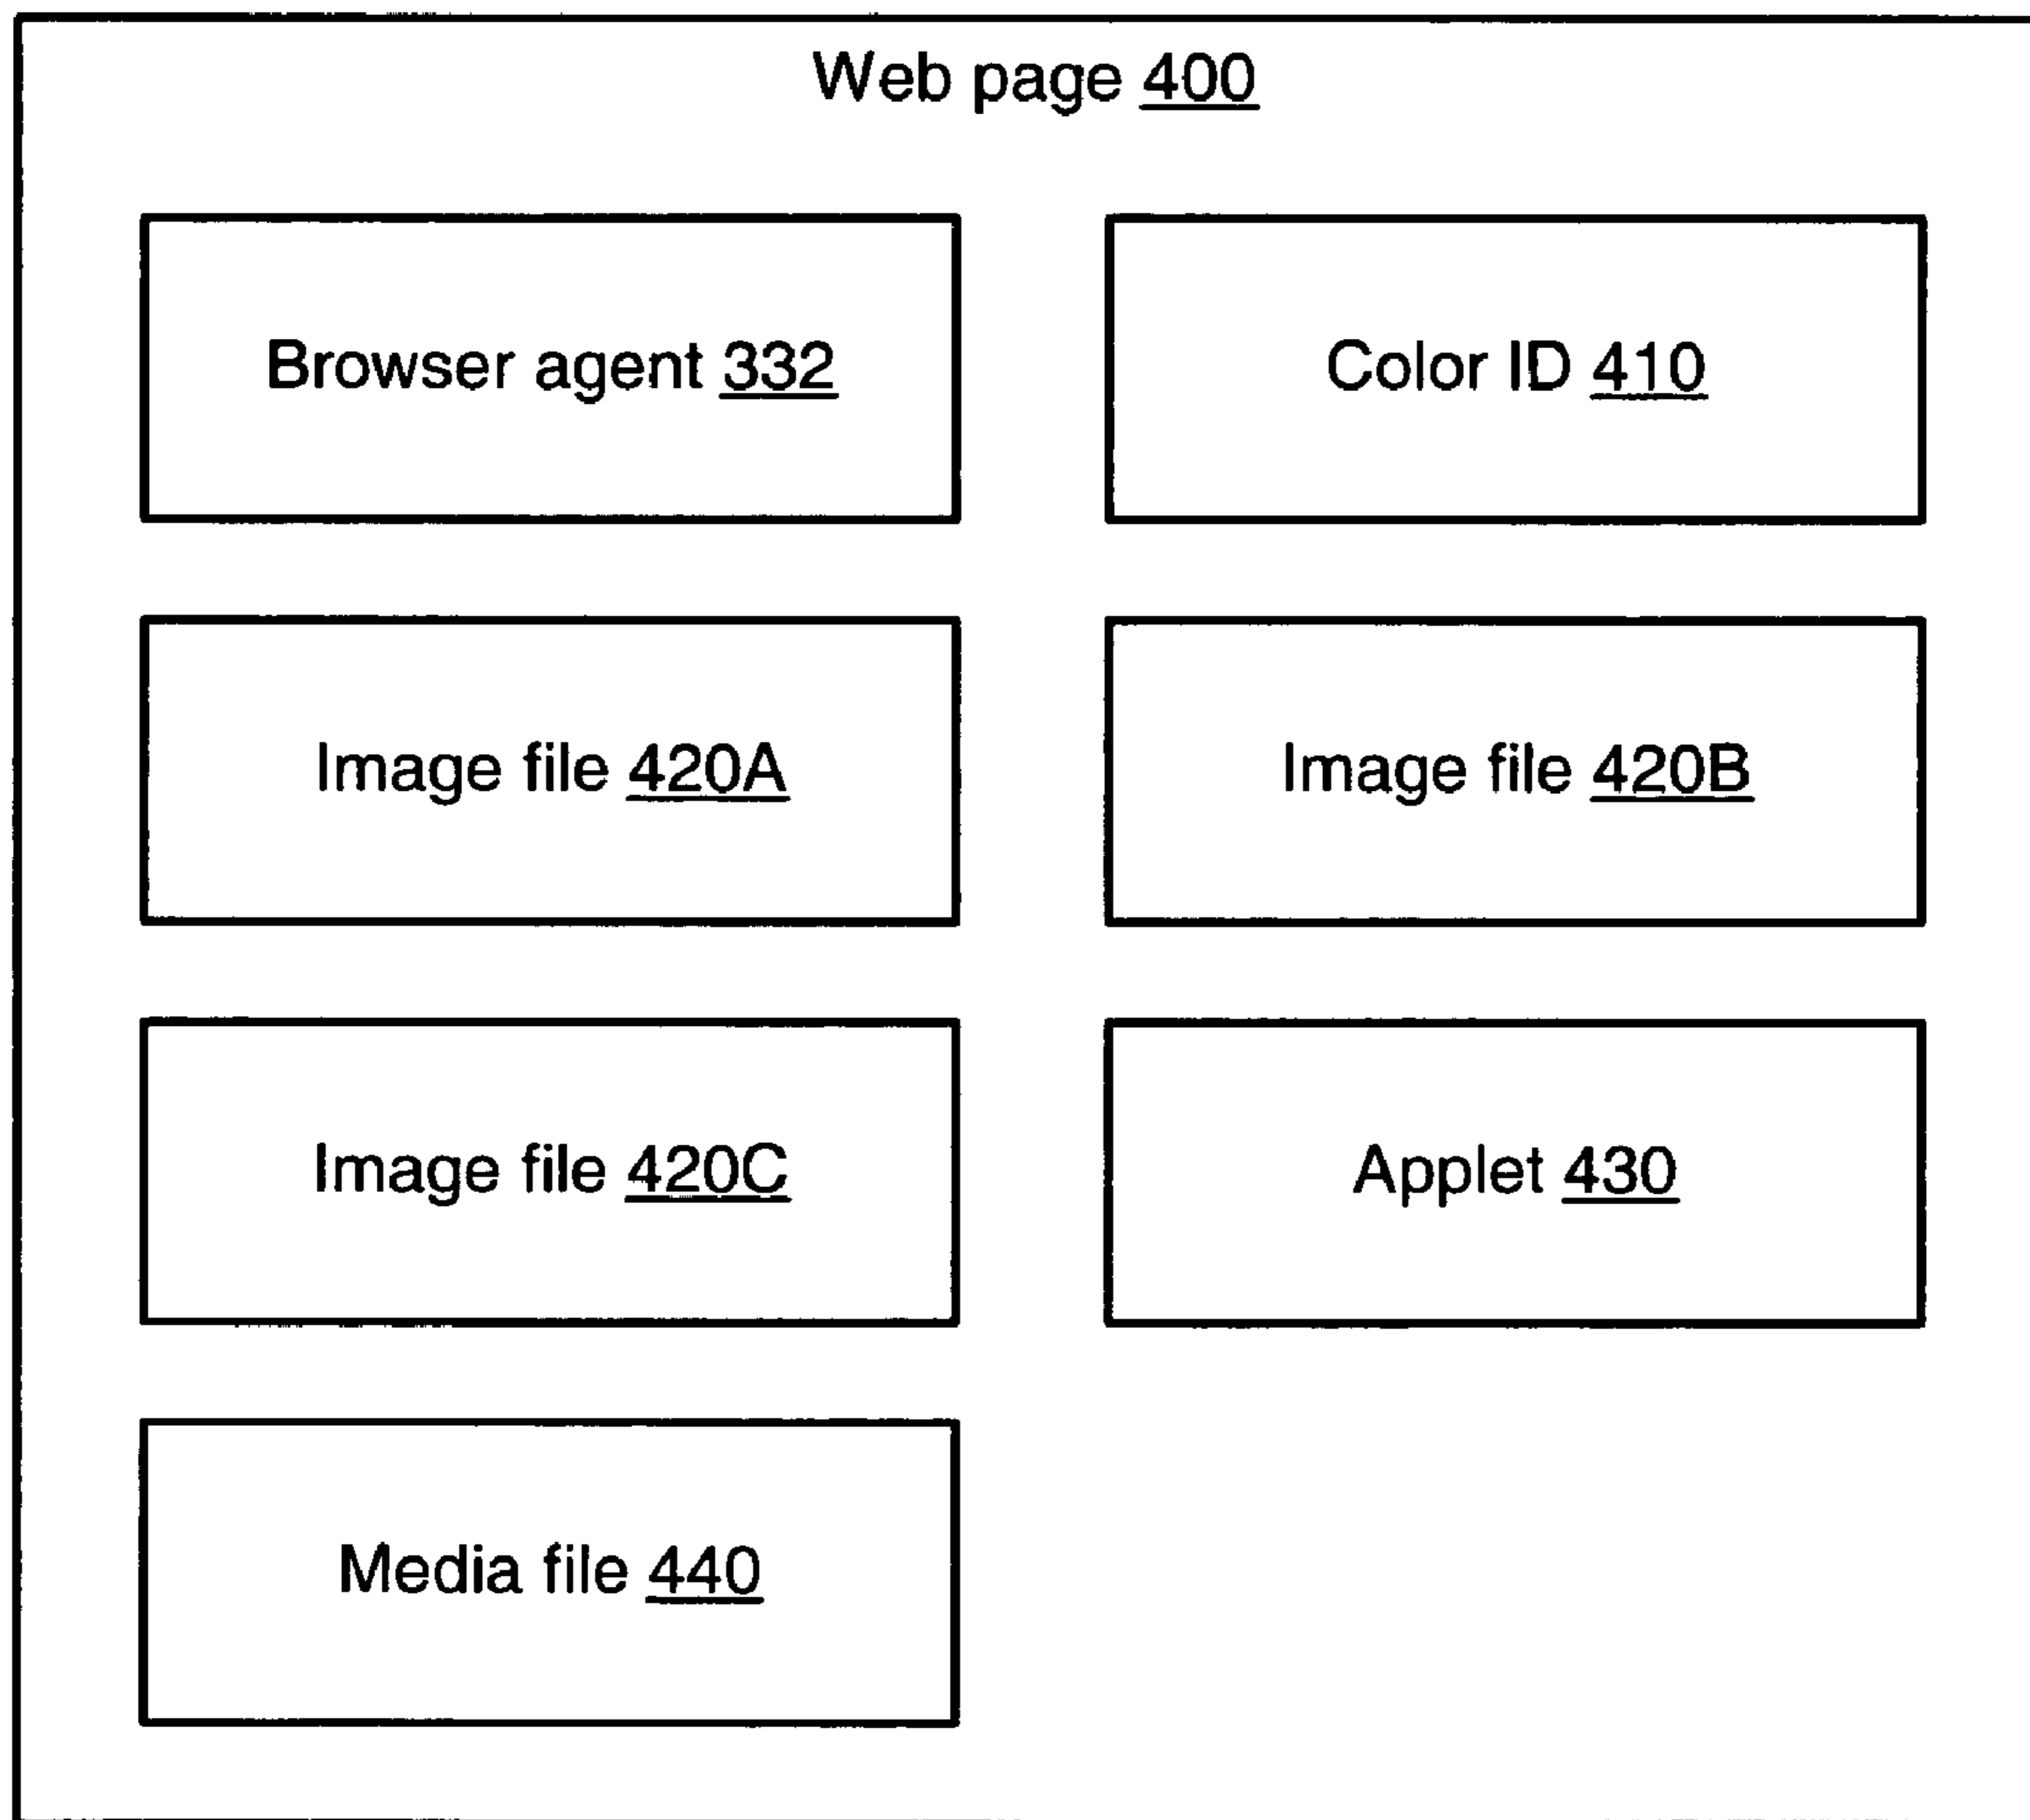 Web page 400
Browser agent 332
Color ID 410
Image file 420A
Image file 420B
Image file 420C
Applet 430
Media file 440